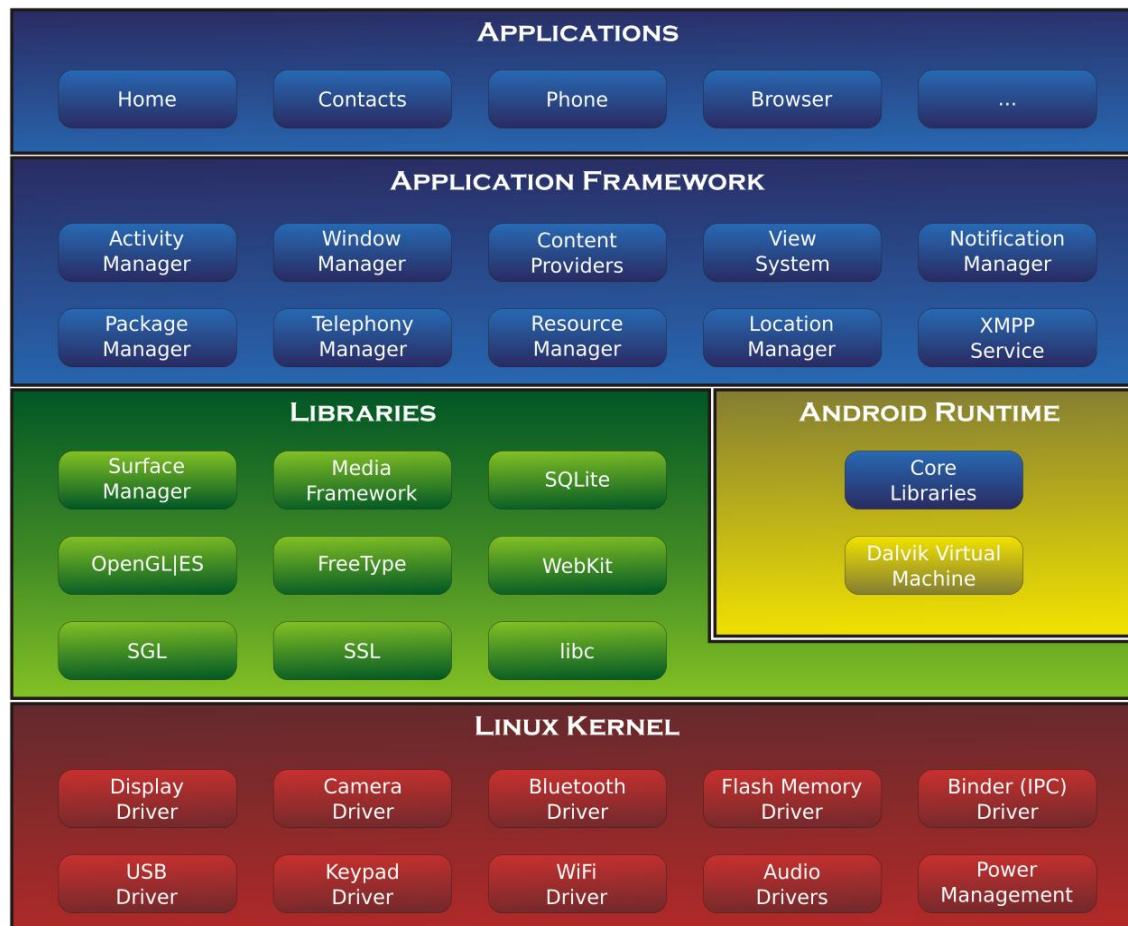 APPLICATIONS
Home
Contacts
Phone
Browser
...
APPLICATION FRAMEWORK
Activity
Manager
Window
Manager
Content
Providers
View
System
Notification
Manager
Package
Manager
Telephony
Manager
Resource
Manager
Location
Manager
XMPP
Service
LIBRARIES
Surface
Manager
Media
Framework
SQLite
OpenGL|ES
FreeType
WebKit
SGL
SSL
libc
ANDROID RUNTIME
Core
Libraries
Dalvik Virtual
Machine
LINUX KERNEL
Display
Driver
Camera
Driver
Bluetooth
Driver
Flash Memory
Driver
Binder (IPC)
Driver
USB
Driver
Keypad
Driver
WiFi
Driver
Audio
Drivers
Power
Management